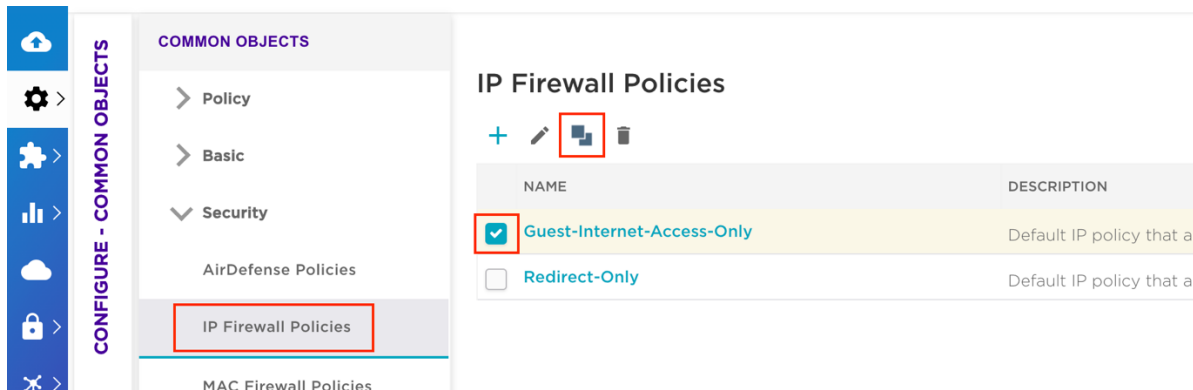 CONFIGURE - COMMON OBJECTS
COMMON OBJECTS
Policy
Basic
Security
AirDefense Policies
IP Firewall Policies
MAC Firewall Policies
IP Firewall Policies
NAME DESCRIPTION
Guest-Internet-Access-Only Default IP policy that a
Redirect-Only Default IP policy that a